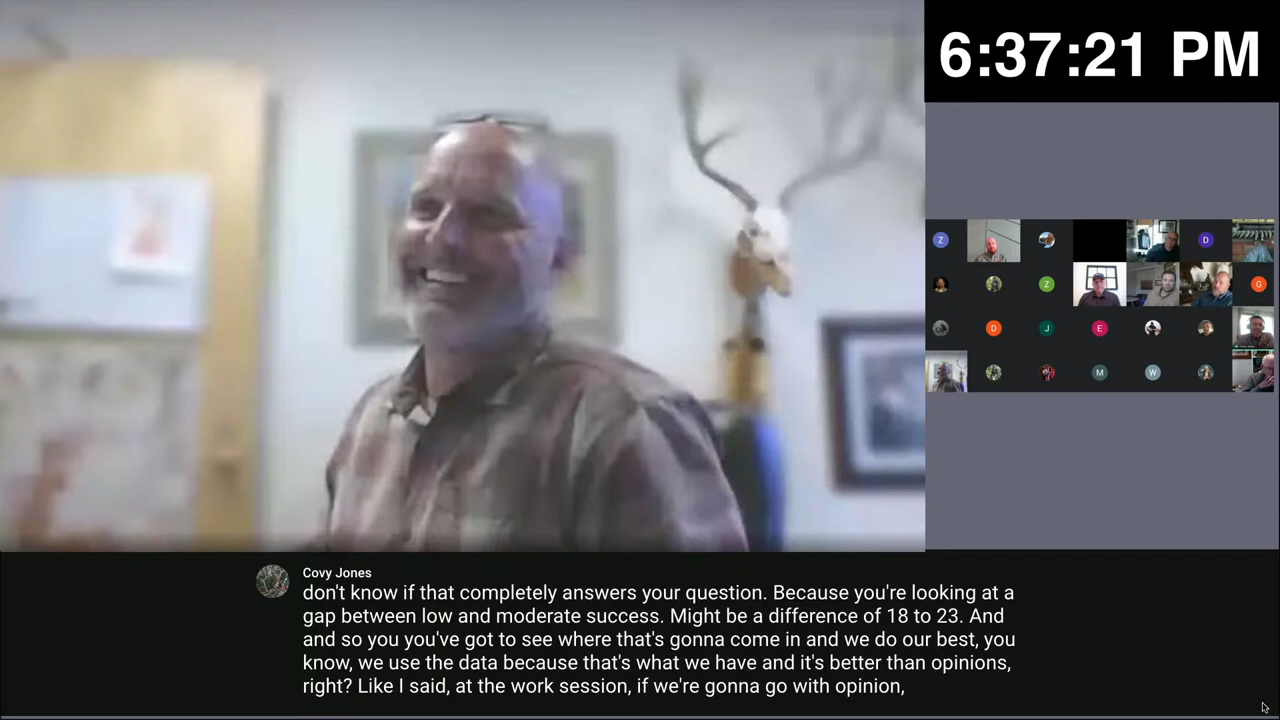 6:37:21 PM
Z
D
Z
G
D
J
E
M
W
Covy Jones
don't know if that completely answers your question. Because you're looking at a
gap between low and moderate success. Might be a difference of 18 to 23. And
and so you you've got to see where that's gonna come in and we do our best, you
know, we use the data because that's what we have and it's better than opinions,
right? Like I said, at the work session, if we're gonna go with opinion,